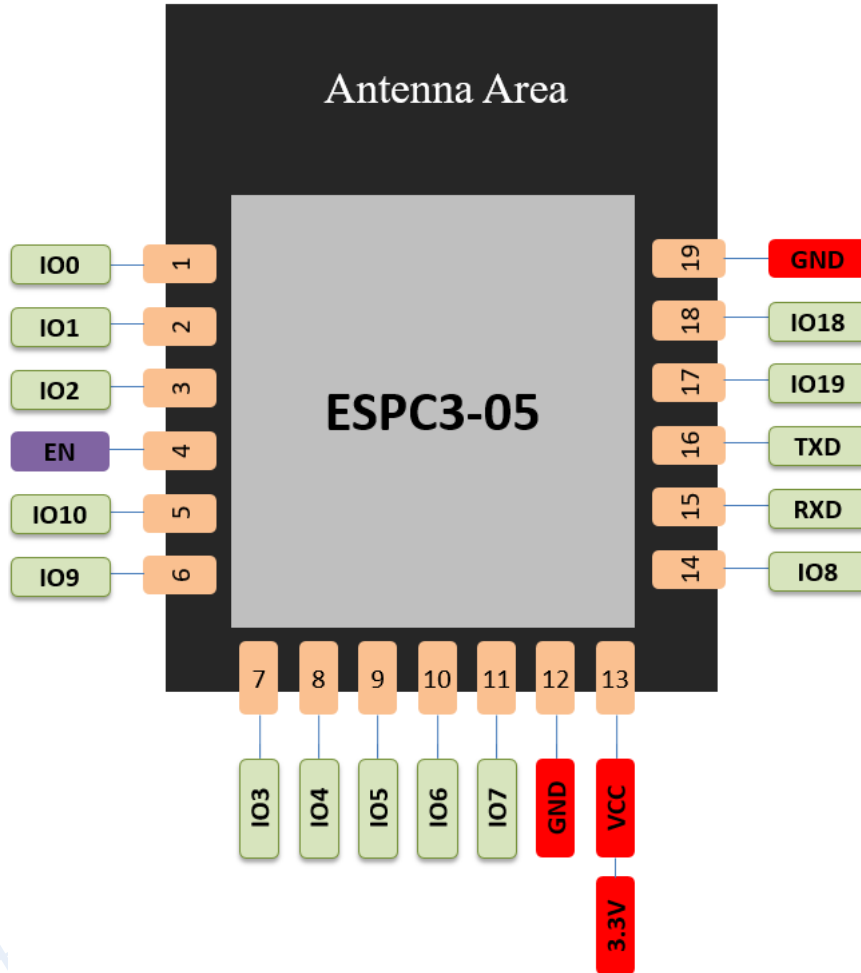 Antenna Area
IO0 1 19 GND
IO1 2 18 IO18
IO2 3 17 IO19
ESPC3-05
EN 4 16 TXD
IO10 5 15 RXD
IO9 6 14 IO8
7 8 9 10 11 12 13
IO3 IO4 IO5 IO6 IO7 GND VCC
3.3V